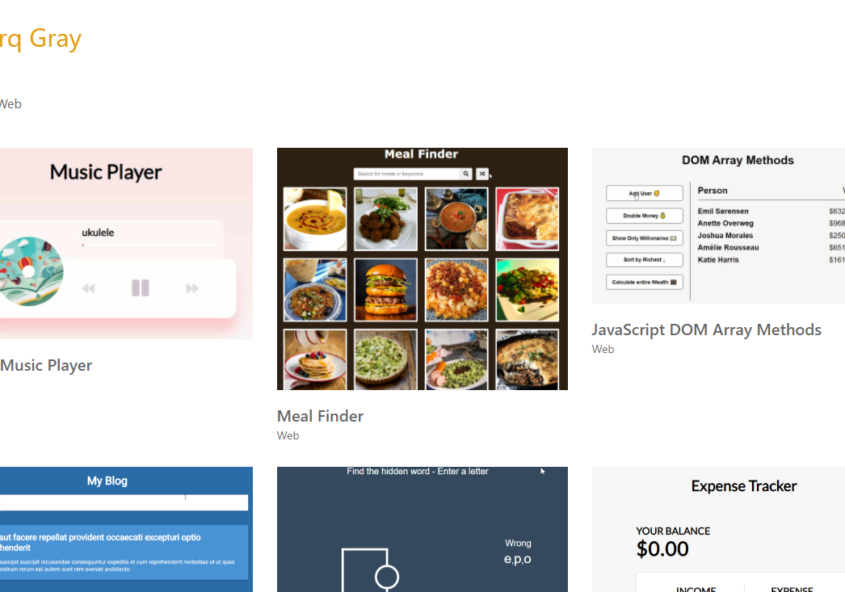 rq Gray
Web
Music Player
ukulele
Music Player
Meal Finder
Search for meals or keywords
Meal Finder
Web
DOM Array Methods
Add User
Double Money
Show Only Millionaires
Sort by Richest ↓
Calculate entire Wealth
Person
Emil Sørensen $632
Anette Overweg $968
Joshua Morales $250
Amélie Rousseau $651
Katie Harris $161
JavaScript DOM Array Methods
Web
My Blog
aut facere repellat provident occaecati excepturi optio
henderit
suscipit suscipit recusandae consequuntur expedita et cum reprehenderit molestiae ut ut quas
nostrum rerum est autem sunt rem eveniet architecto
Find the hidden word - Enter a letter
Wrong
e,p,o
Expense Tracker
YOUR BALANCE
$0.00
INCOME EXPENSE